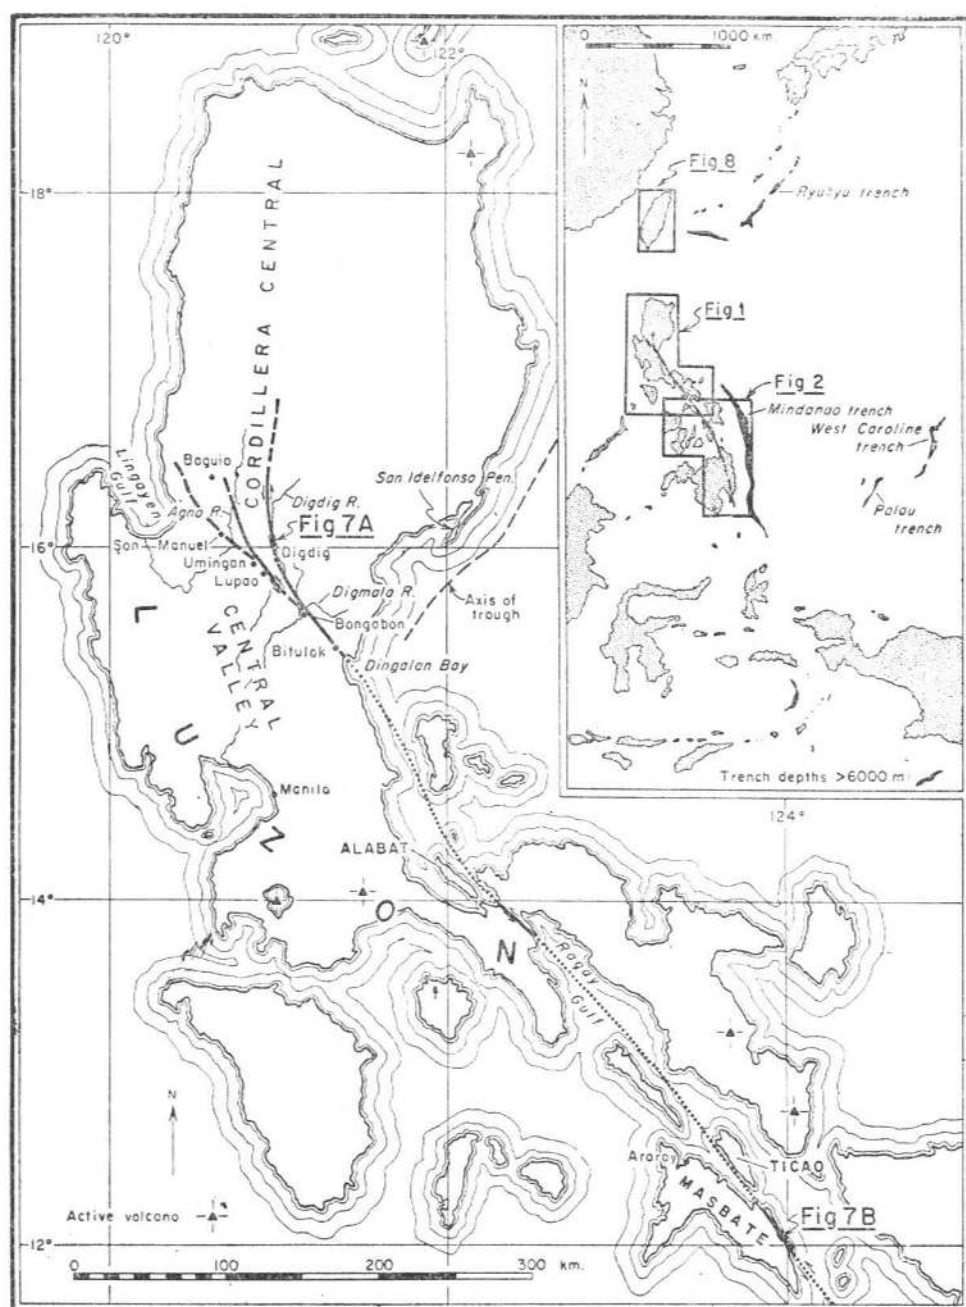 120°
122°
0 1000 km.
N
Fig 8
Ryukyu trench
18°
CORDILLERA CENTRAL
Fig 1
Fig 2
Mindanao trench
West Caroline
trench
Palau
trench
Lingayen
Gulf
Baguio
Digdig R.
San Idelfonso Pen.
Agno R.
Fig 7A
16°
San Manuel
Digdig
Umingan
Lupao
Digmala R.
Axis of
trough
Bongabon
CENTRAL
VALLEY
Bitulok
Dingalan Bay
LUZON
Manila
Trench depths >6000 m.
124°
ALABAT
14°
Ragay
Gulf
N
Aroroy
TICAO
MASBATE
Active volcano
Fig 7B
12°
0 100 200 300 km.